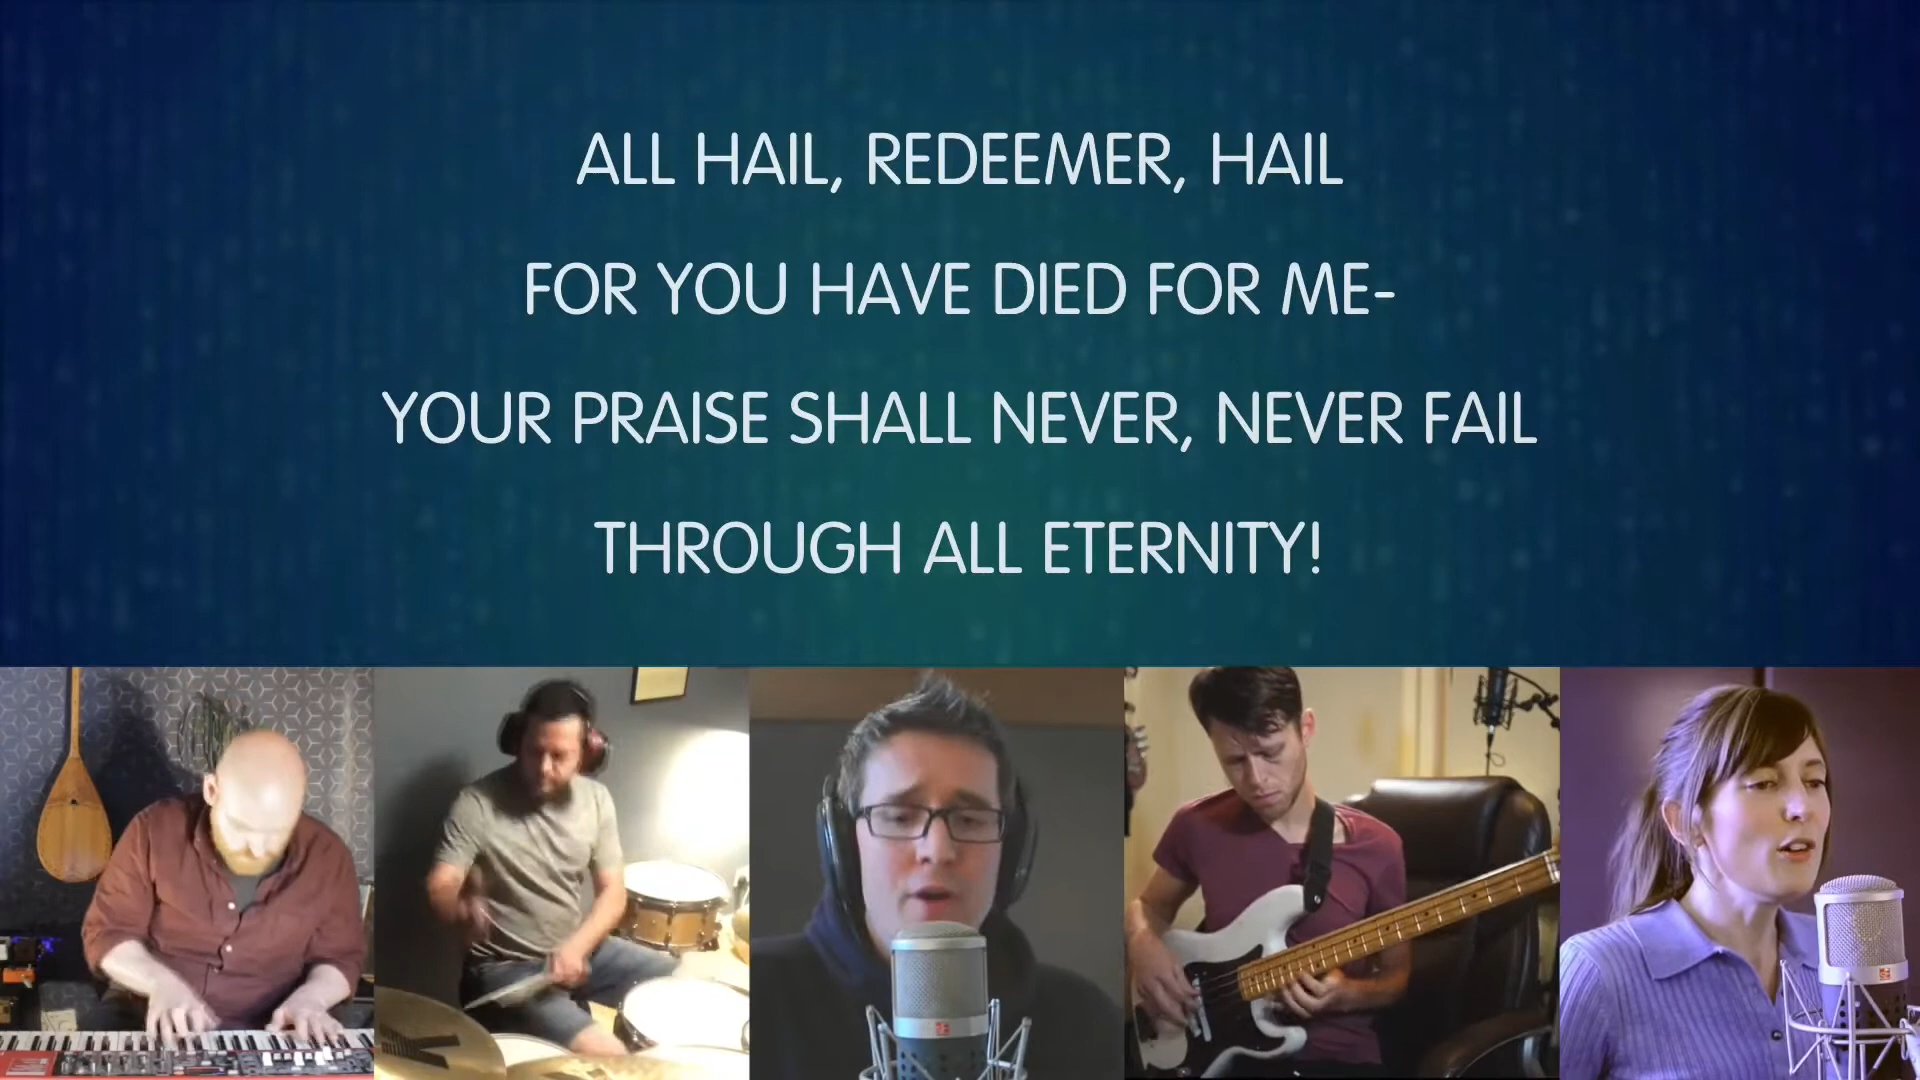 ALL HAIL, REDEEMER, HAIL
FOR YOU HAVE DIED FOR ME-
YOUR PRAISE SHALL NEVER, NEVER FAIL
THROUGH ALL ETERNITY!